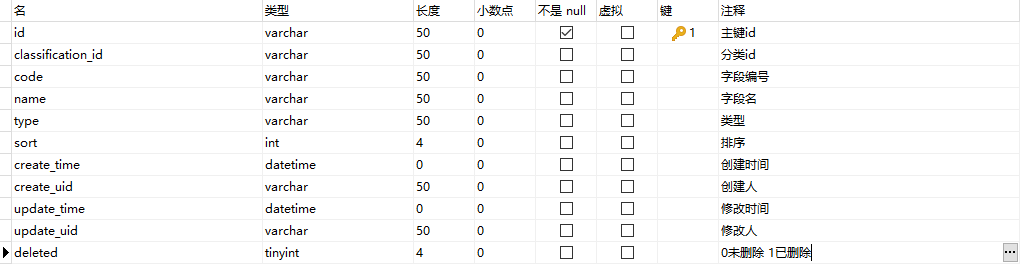 名 类型 长度 小数点 不是 null 虚拟 键 注释
id varchar 50 0 1 主键id
classification_id varchar 50 0 分类id
code varchar 50 0 字段编号
name varchar 50 0 字段名
type varchar 50 0 类型
sort int 4 0 排序
create_time datetime 0 0 创建时间
create_uid varchar 50 0 创建人
update_time datetime 0 0 修改时间
update_uid varchar 50 0 修改人
deleted tinyint 4 0 0未删除 1已删除